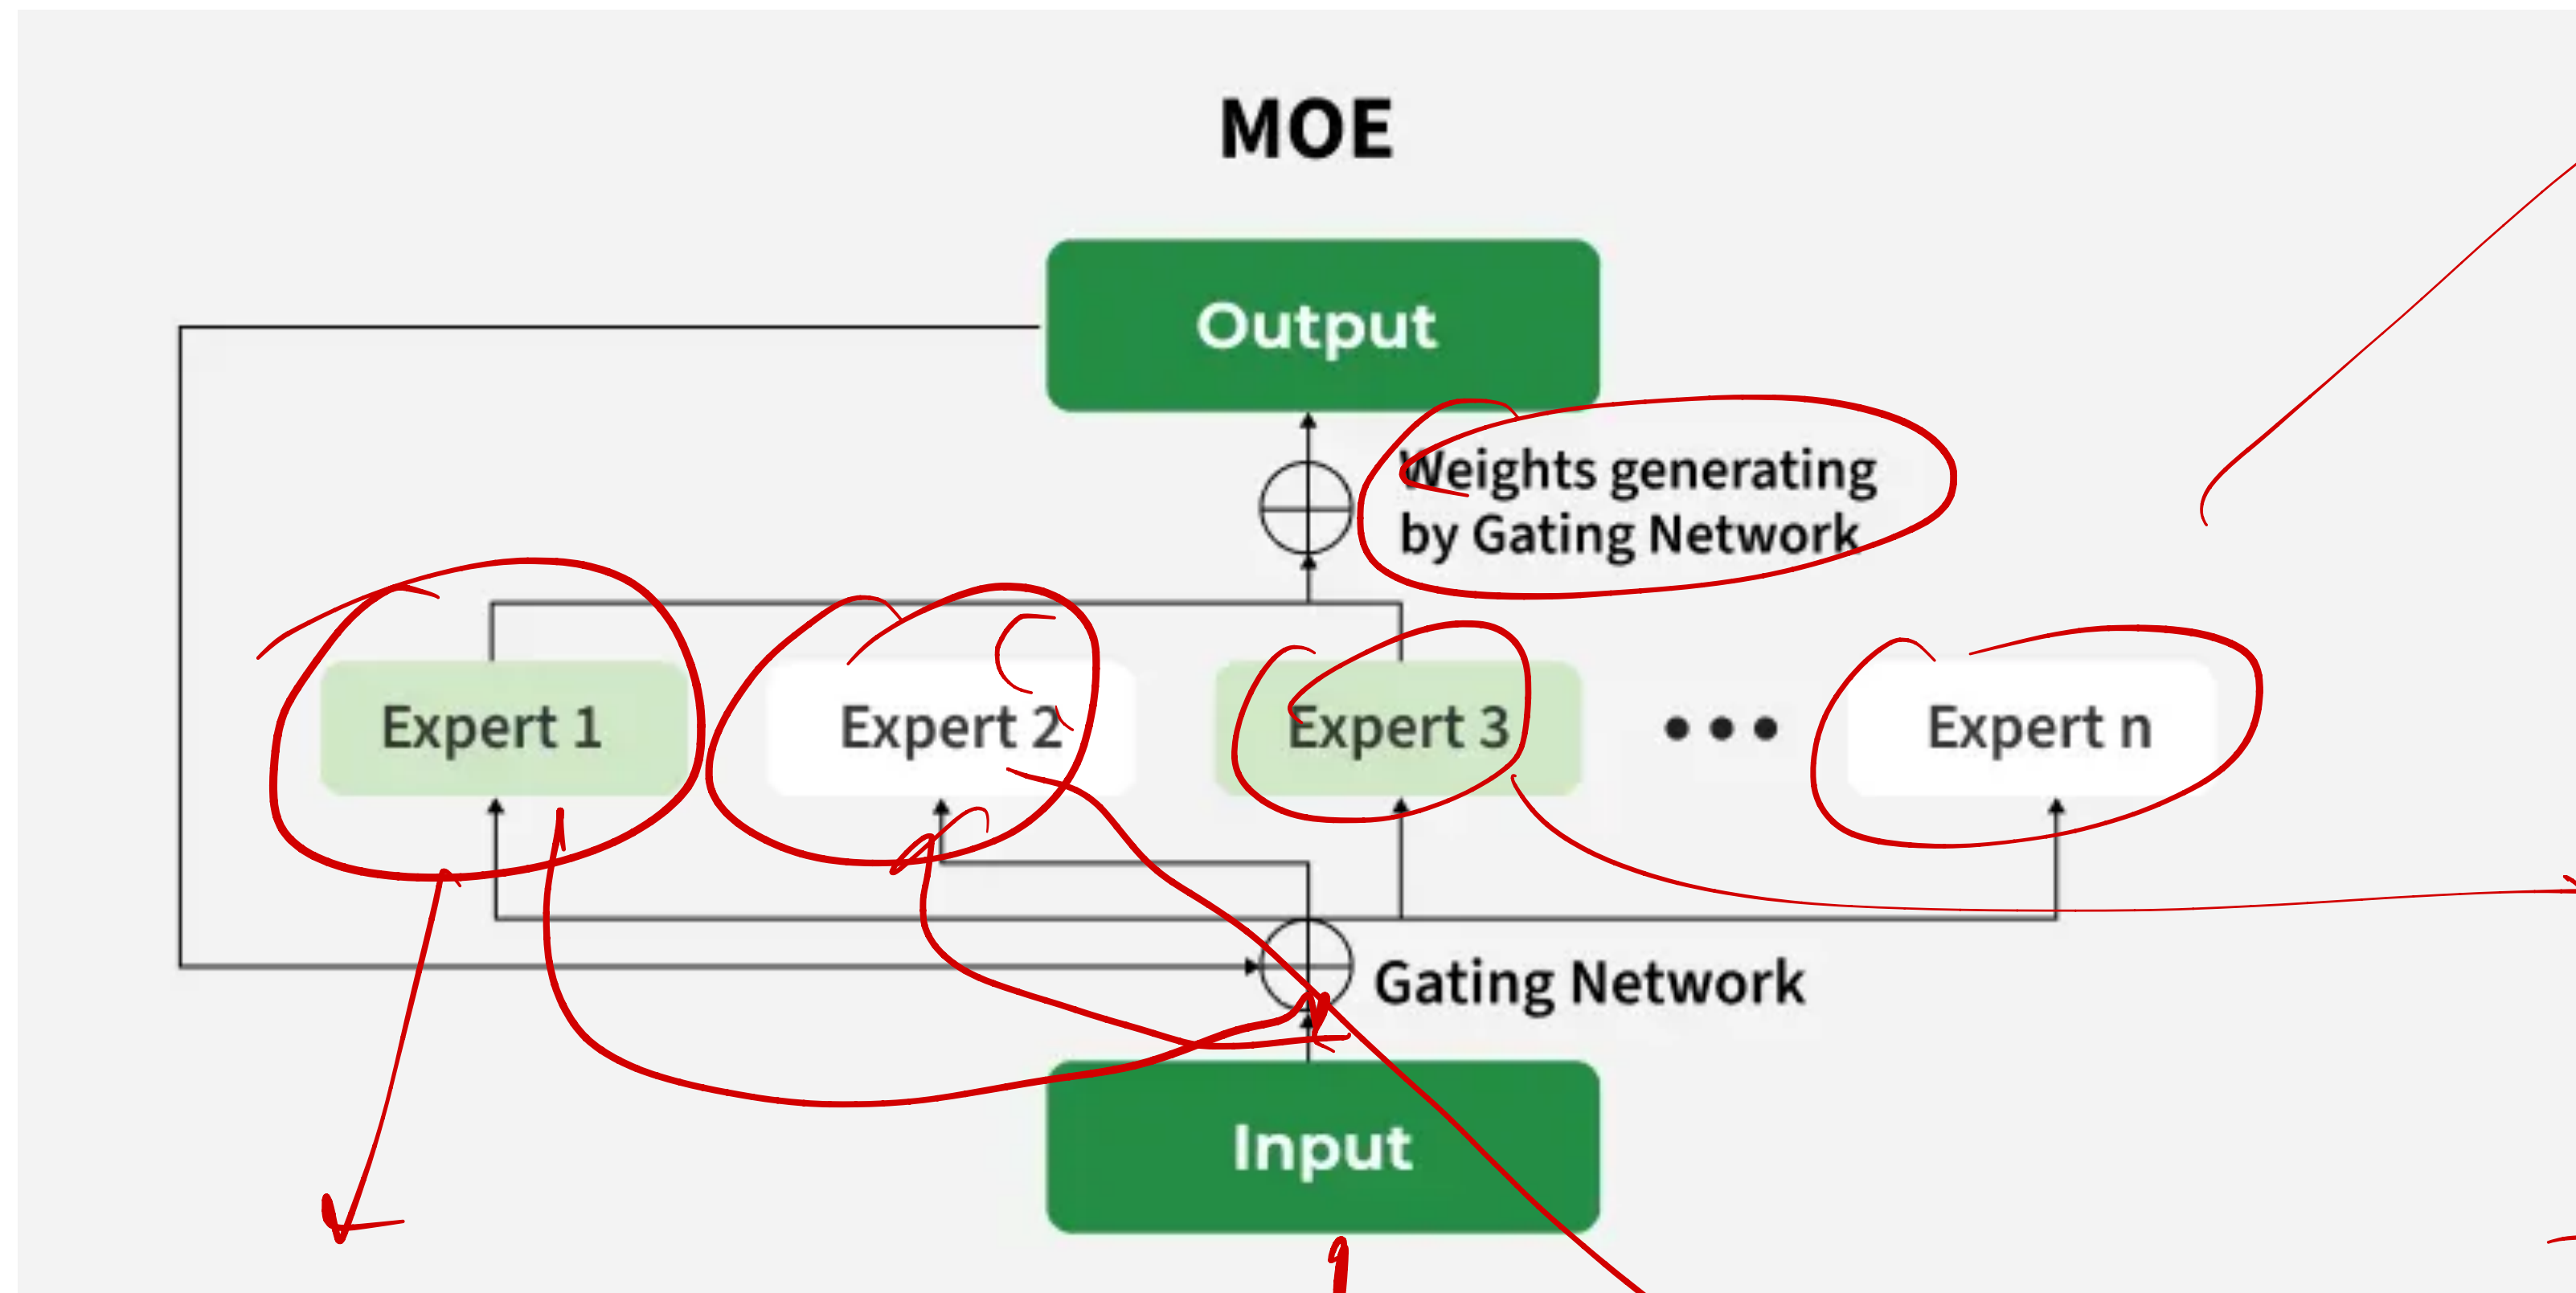 MOE
Output
Weights generating
by Gating Network
Expert 1
Expert 2
Expert 3
Expert n
Gating Network
Input